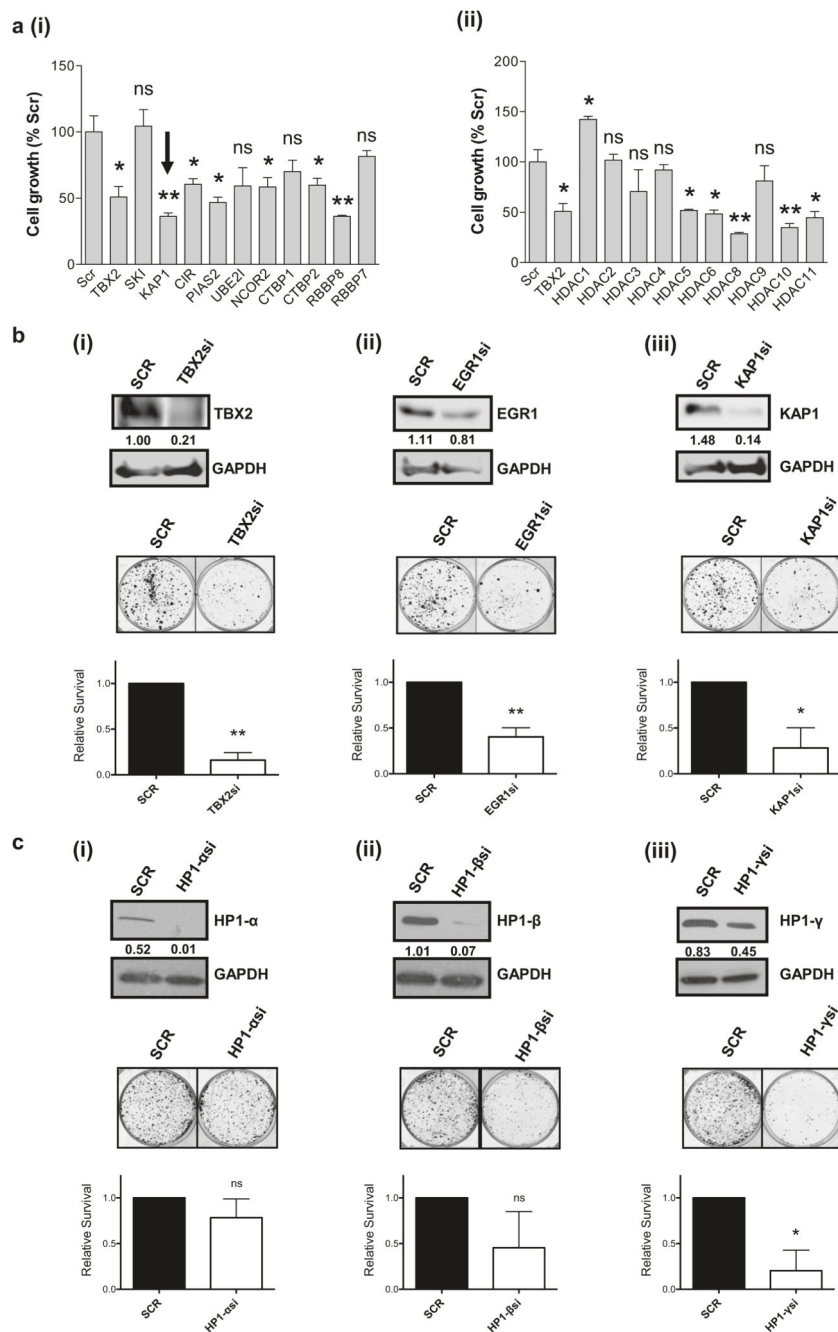 a (i)
Cell growth (% Scr)
150
100
50
0
ns
*
**
*
*
ns
*
ns
*
**
ns
Scr
TBX2
SKI
KAP1
CIR
PIAS2
UBE2I
NCOR2
CTBP1
CTBP2
RBBP8
RBBP7
(ii)
Cell growth (% Scr)
200
150
100
50
0
*
*
ns
ns
ns
*
*
**
ns
**
*
Scr
TBX2
HDAC1
HDAC2
HDAC3
HDAC4
HDAC5
HDAC6
HDAC8
HDAC9
HDAC10
HDAC11
b
(i)
SCR TBX2si
TBX2
1.00 0.21
GAPDH
SCR TBX2si
Relative Survival
1.0
0.5
0.0
**
SCR TBX2si
(ii)
SCR EGR1si
EGR1
1.11 0.81
GAPDH
SCR EGR1si
Relative Survival
1.0
0.5
0.0
**
SCR EGR1si
(iii)
SCR KAP1si
KAP1
1.48 0.14
GAPDH
SCR KAP1si
Relative Survival
1.0
0.5
0.0
*
SCR KAP1si
c
(i)
SCR HP1-αsi
HP1-α
0.52 0.01
GAPDH
SCR HP1-αsi
Relative Survival
1.0
0.5
0.0
ns
SCR HP1-αsi
(ii)
SCR HP1-βsi
HP1-β
1.01 0.07
GAPDH
SCR HP1-βsi
Relative Survival
1.0
0.5
0.0
ns
SCR HP1-βsi
(iii)
SCR HP1-γsi
HP1-γ
0.83 0.45
GAPDH
SCR HP1-γsi
Relative Survival
1.0
0.5
0.0
*
SCR HP1-γsi